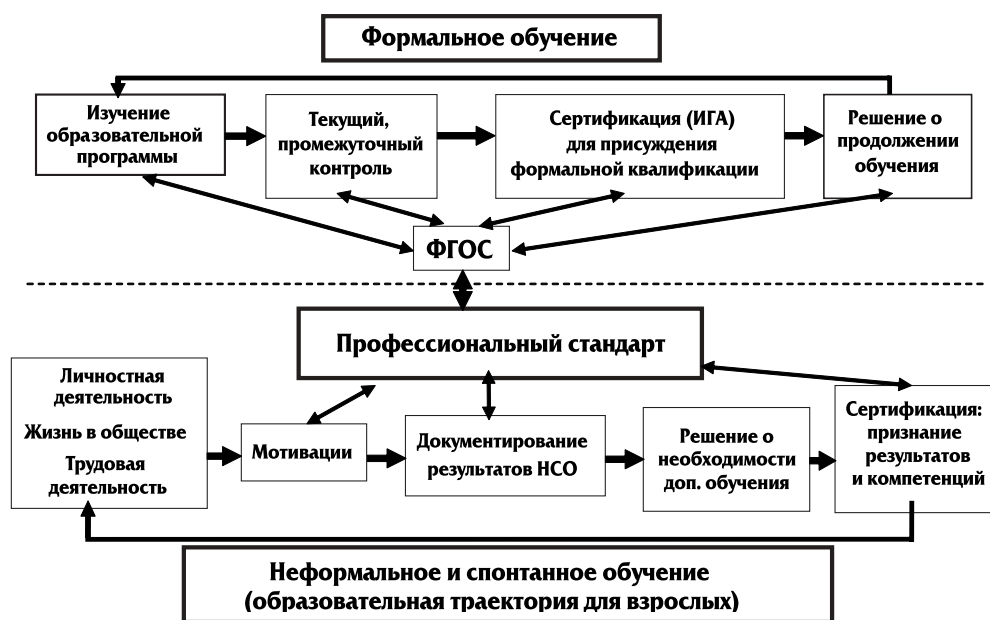 Формальное обучение
Изучение
образовательной
программы
Текущий,
промежуточный
контроль
Сертификация (ИГА)
для присуждения
формальной квалификации
Решение о
продолжении
обучения
ФГОС
Профессиональный стандарт
Личностная
деятельность
Жизнь в обществе
Трудовая
деятельность
Мотивации
Документирование
результатов НСО
Решение о
необходимости
доп. обучения
Сертификация:
признание
результатов
и компетенций
Неформальное и спонтанное обучение
(образовательная траектория для взрослых)